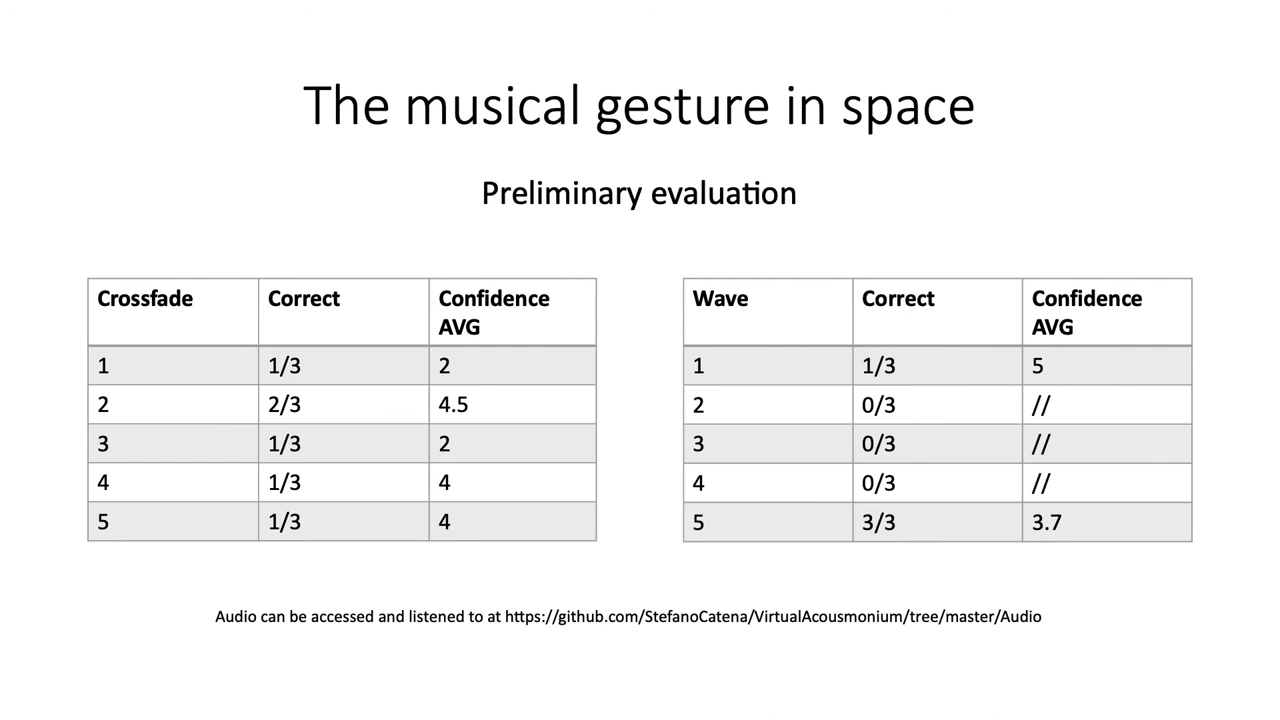 The musical gesture in space
Preliminary evaluation
Crossfade Correct Confidence AVG
1 1/3 2
2 2/3 4.5
3 1/3 2
4 1/3 4
5 1/3 4
Wave Correct Confidence AVG
1 1/3 5
2 0/3 //
3 0/3 //
4 0/3 //
5 3/3 3.7
Audio can be accessed and listened to at https://github.com/StefanoCatena/VirtualAcousmonium/tree/master/Audio